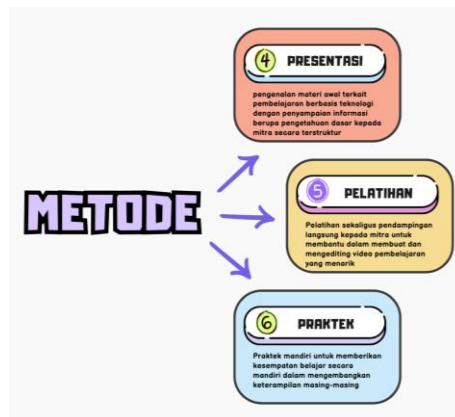 METODE
4 PRESENTASI
pengenalan materi awal terkait
pembelajaran berbasis teknologi
dengan penyampaian informasi
berupa pengetahuan dasar kepada
mitra secara terstruktur
5 PELATIHAN
Pelatihan sekaligus pendampingan
langsung kepada mitra untuk
membantu dalam membuat dan
mengediting video pembelajaran
yang menarik
6 PRAKTEK
Praktek mandiri untuk memberikan
kesempatan belajar secara
mandiri dalam mengembangkan
keterampilan masing-masing